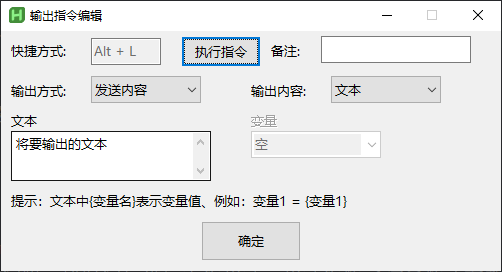 输出指令编辑
快捷方式: Alt + L 执行指令 备注:
输出方式: 发送内容 输出内容: 文本
文本 变量
将要输出的文本 空
提示：文本中{变量名}表示变量值、例如：变量1 = {变量1}
确定